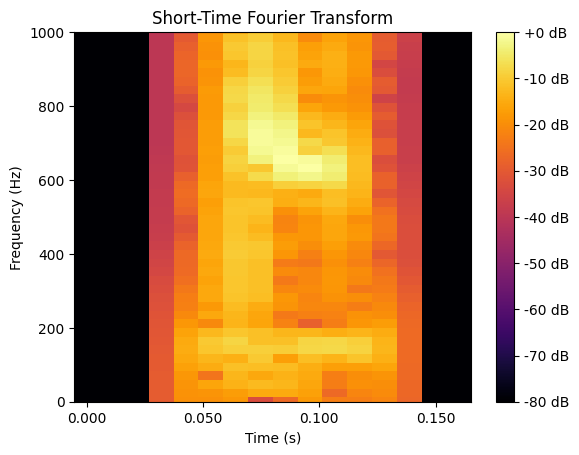 Short-Time Fourier Transform
1000
800
600
400
200
0
Frequency (Hz)
0.000
0.050
0.100
0.150
Time (s)
+0 dB
-10 dB
-20 dB
-30 dB
-40 dB
-50 dB
-60 dB
-70 dB
-80 dB